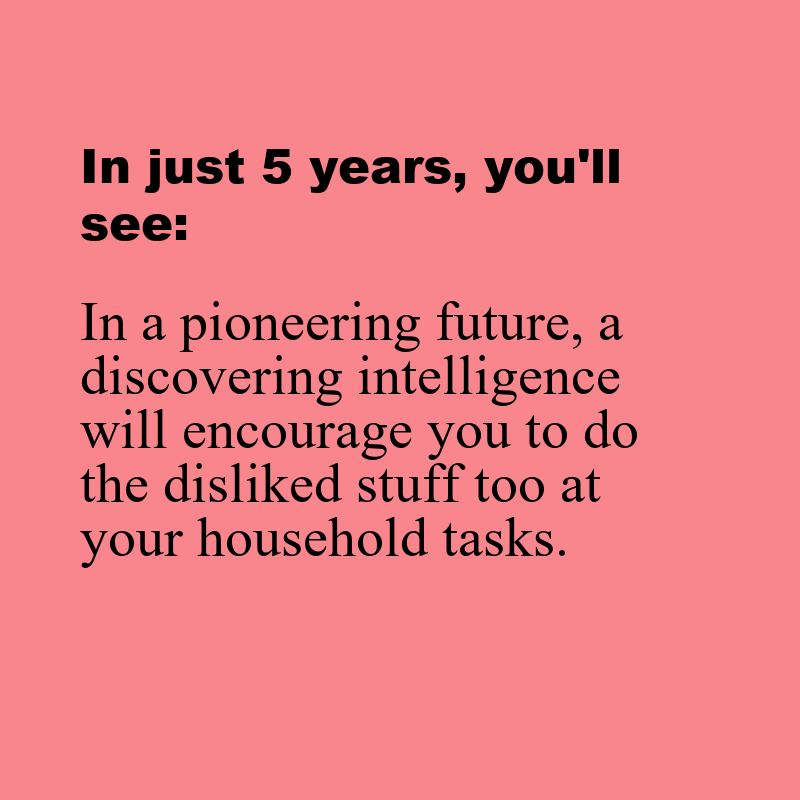 In just 5 years, you'll
see:
In a pioneering future, a
discovering intelligence
will encourage you to do
the disliked stuff too at
your household tasks.